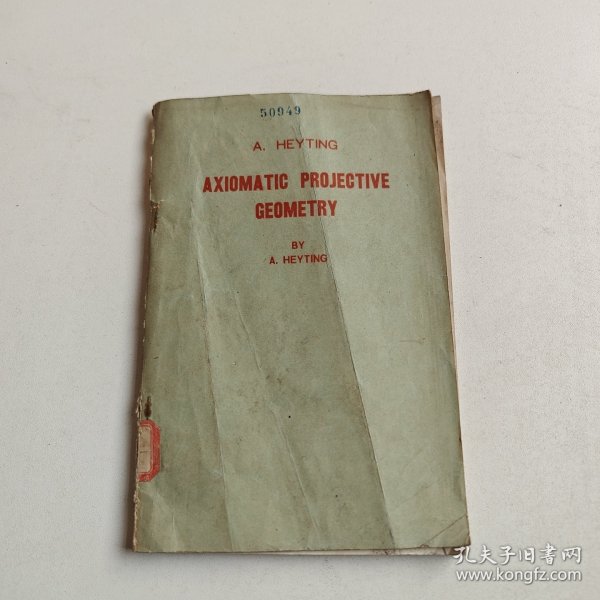 50949
A. HEYTING
AXIOMATIC PROJECTIVE
GEOMETRY
BY
A. HEYTING
孔夫子旧书网
www.kongfz.com